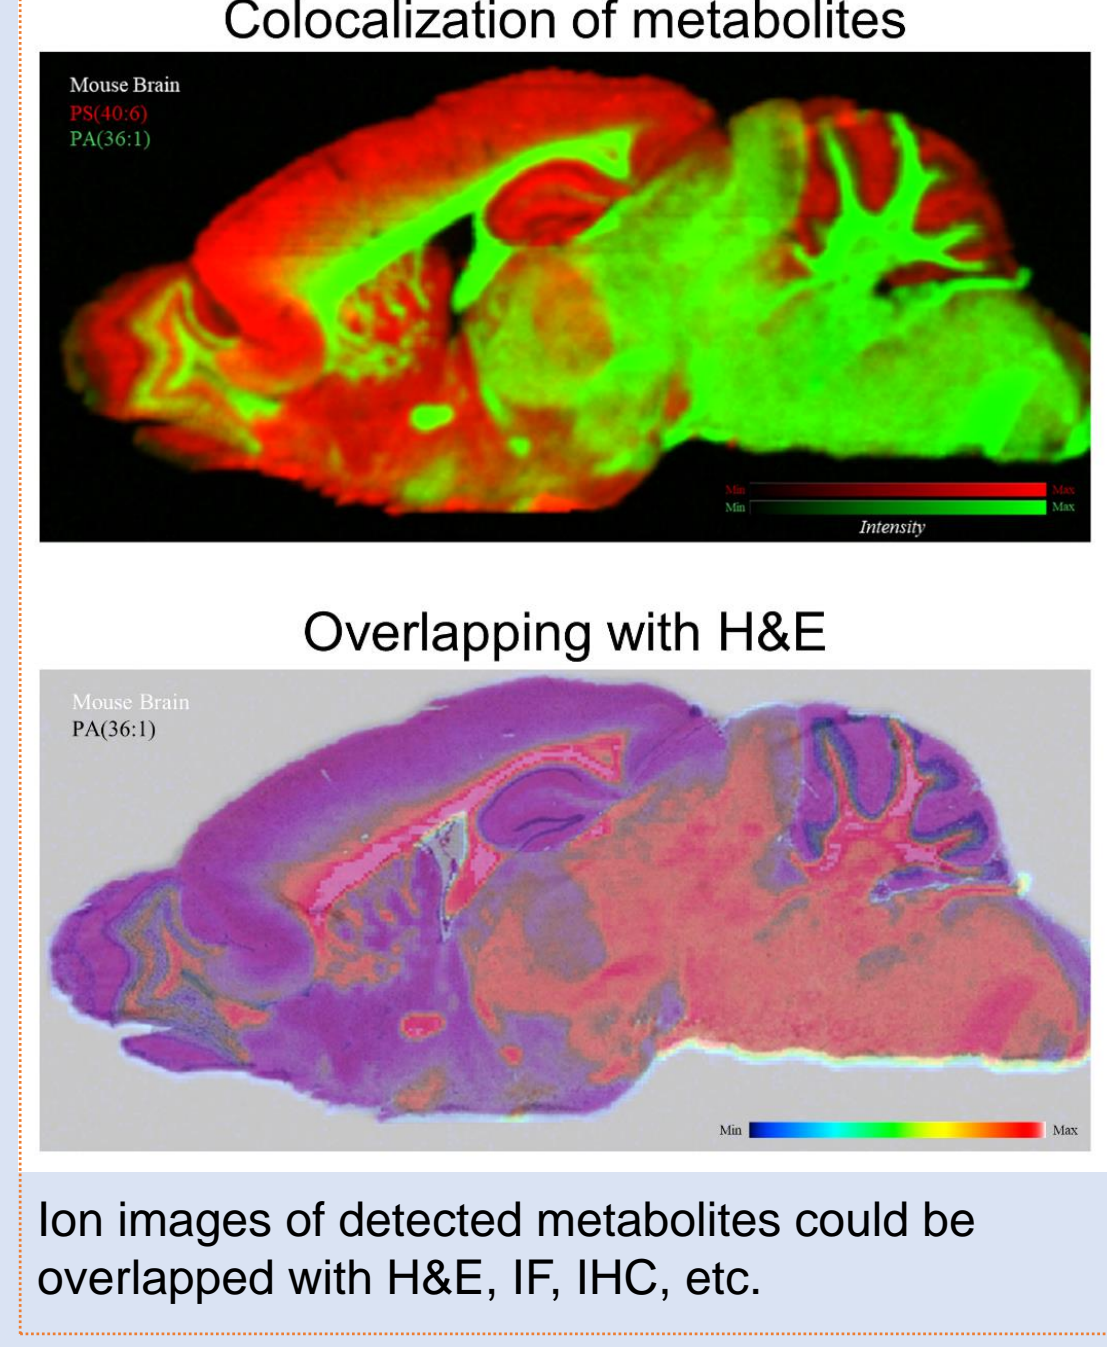 Colocalization of metabolites
Mouse Brain
PS(40:6)
PA(36:1)
Min Max
Min Max
Intensity
Overlapping with H&E
Mouse Brain
PA(36:1)
Min Max
Ion images of detected metabolites could be
overlapped with H&E, IF, IHC, etc.